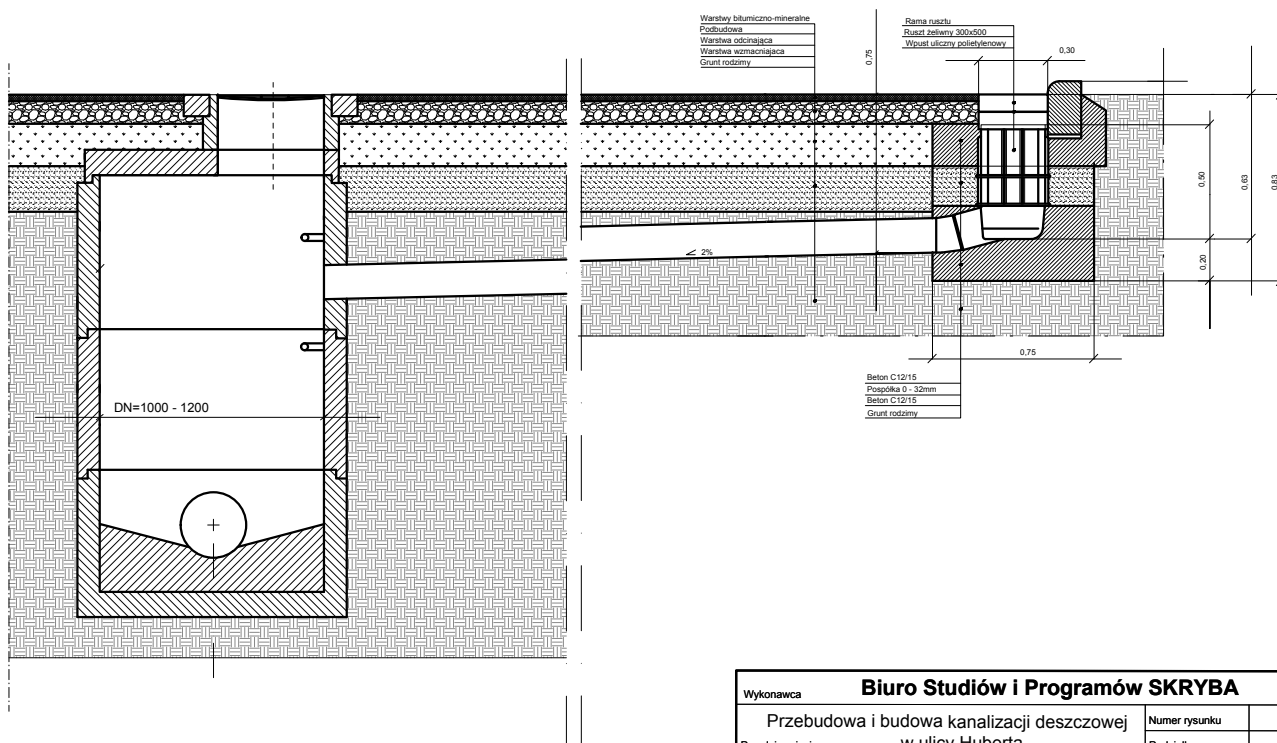 Warstwy bitumiczno-mineralne
Podbudowa
Warstwa odcinająca
Warstwa wzmacniajaca
Grunt rodzimy
0,75
Rama rusztu
Ruszt żeliwny 300x500
Wpust uliczny polietylenowy
0,30
0,50
0,63
0,83
0,20
2%
0,75
Beton C12/15
Pospółka 0 - 32mm
Beton C12/15
Grunt rodzimy
DN=1000 - 1200
Wykonawca Biuro Studiów i Programów SKRYBA
Przebudowa i budowa kanalizacji deszczowej
Numer rysunku
w ulicy Huberta